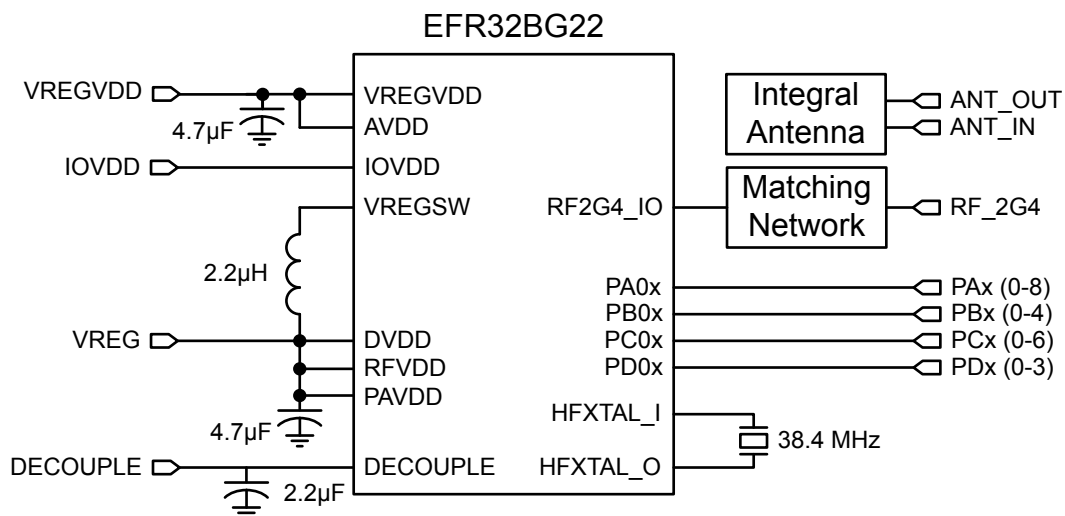 EFR32BG22
VREGVDD
4.7µF
VREGVDD
AVDD
IOVDD
IOVDD
VREGSW
2.2µH
VREG
DVDD
RFVDD
PAVDD
4.7µF
DECOUPLE
DECOUPLE
2.2µF
RF2G4_IO
PA0x
PB0x
PC0x
PD0x
HFXTAL_I
HFXTAL_O
38.4 MHz
Integral
Antenna
ANT_OUT
ANT_IN
Matching
Network
RF_2G4
PAx (0-8)
PBx (0-4)
PCx (0-6)
PDx (0-3)